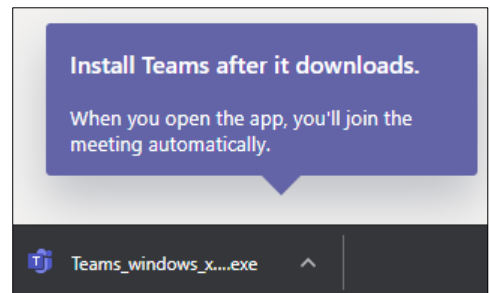 Install Teams after it downloads.
When you open the app, you'll join the
meeting automatically.
Teams_windows_x....exe